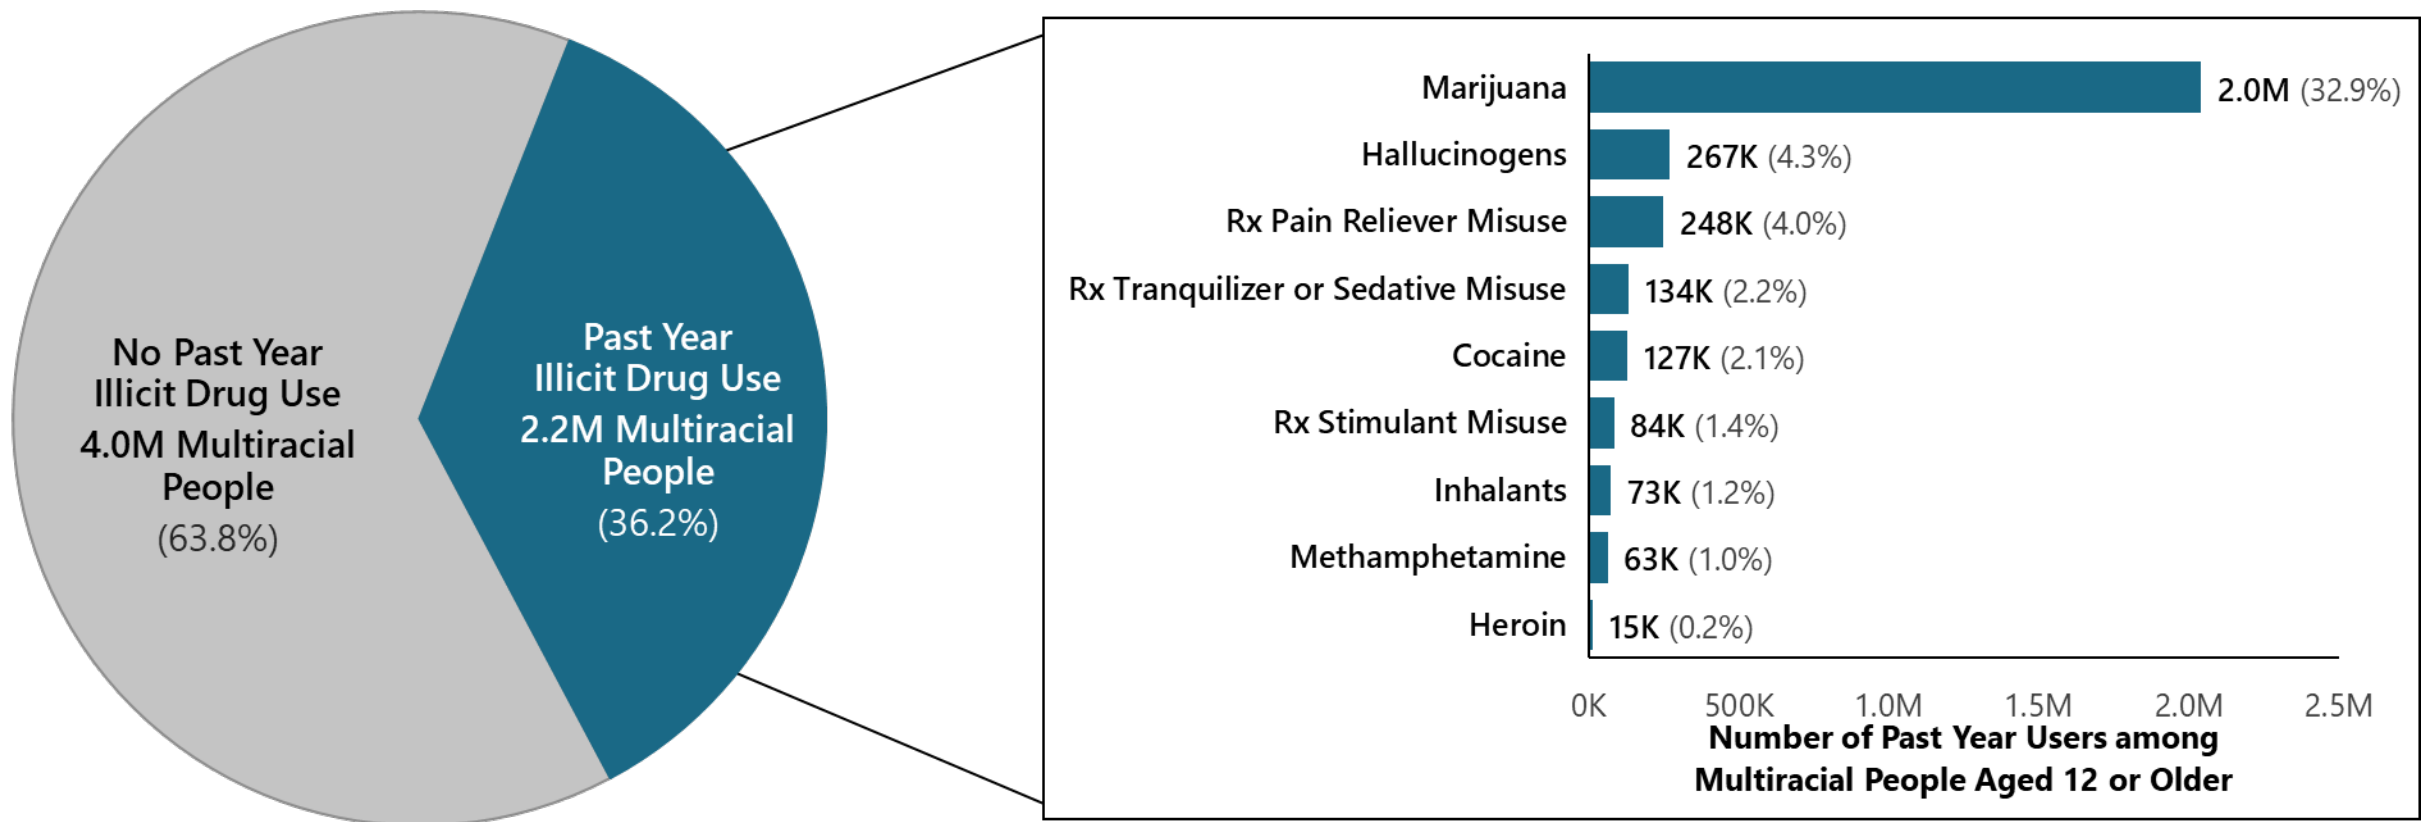 No Past Year
Illicit Drug Use
4.0M Multiracial
People
(63.8%)
Past Year
Illicit Drug Use
2.2M Multiracial
People
(36.2%)
Marijuana 2.0M (32.9%)
Hallucinogens 267K (4.3%)
Rx Pain Reliever Misuse 248K (4.0%)
Rx Tranquilizer or Sedative Misuse 134K (2.2%)
Cocaine 127K (2.1%)
Rx Stimulant Misuse 84K (1.4%)
Inhalants 73K (1.2%)
Methamphetamine 63K (1.0%)
Heroin 15K (0.2%)
0K 500K 1.0M 1.5M 2.0M 2.5M
Number of Past Year Users among
Multiracial People Aged 12 or Older